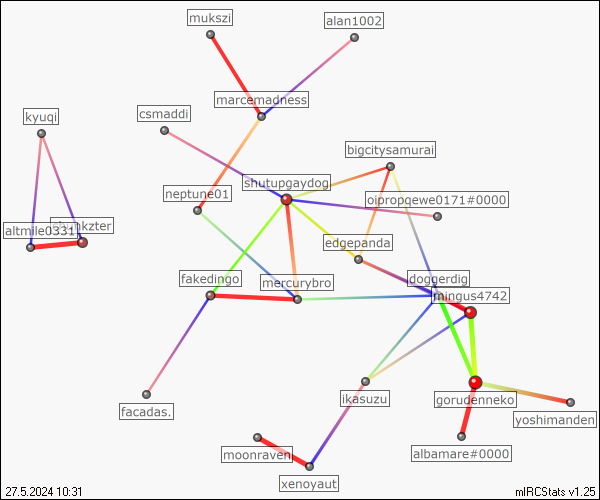 mukszi
alan1002
marcemadness
csmaddi
kyuqi
bigcitysamurai
shutupgaydog
neptune01
oipropqewe0171#0000
altmile0331
edgepanda
fakedingo
mercurybro
doggerdig
mingus4742
ikasuzu
gorudenneko
facadas.
yoshimanden
moonraven
albamare#0000
xenoyaut
27.5.2024 10:31
mIRCStats v1.25